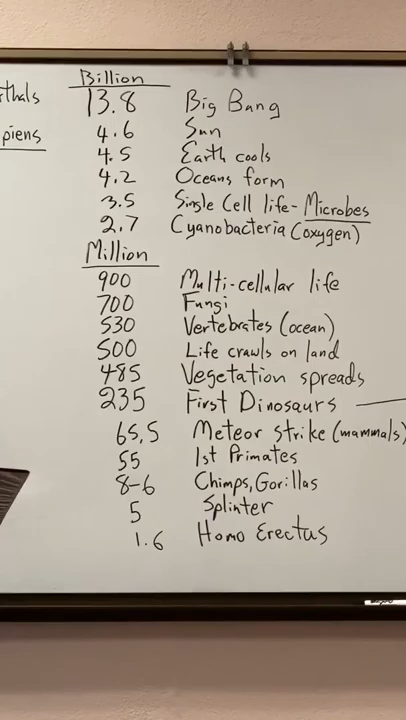 Billion
13.8 Big Bang
4.6 Sun
4.5 Earth cools
4.2 Oceans form
3.5 Single Cell life- Microbes
2.7 Cyanobacteria (oxygen)
Million
900 Multi-cellular life
700 Fungi
530 Vertebrates (ocean)
500 Life crawls on land
485 Vegetation spreads
235 First Dinosaurs
65.5 Meteor strike (mammals)
55 1st Primates
8-6 Chimps, Gorillas
5 Splinter
1.6 Homo Erectus
rthals
piens